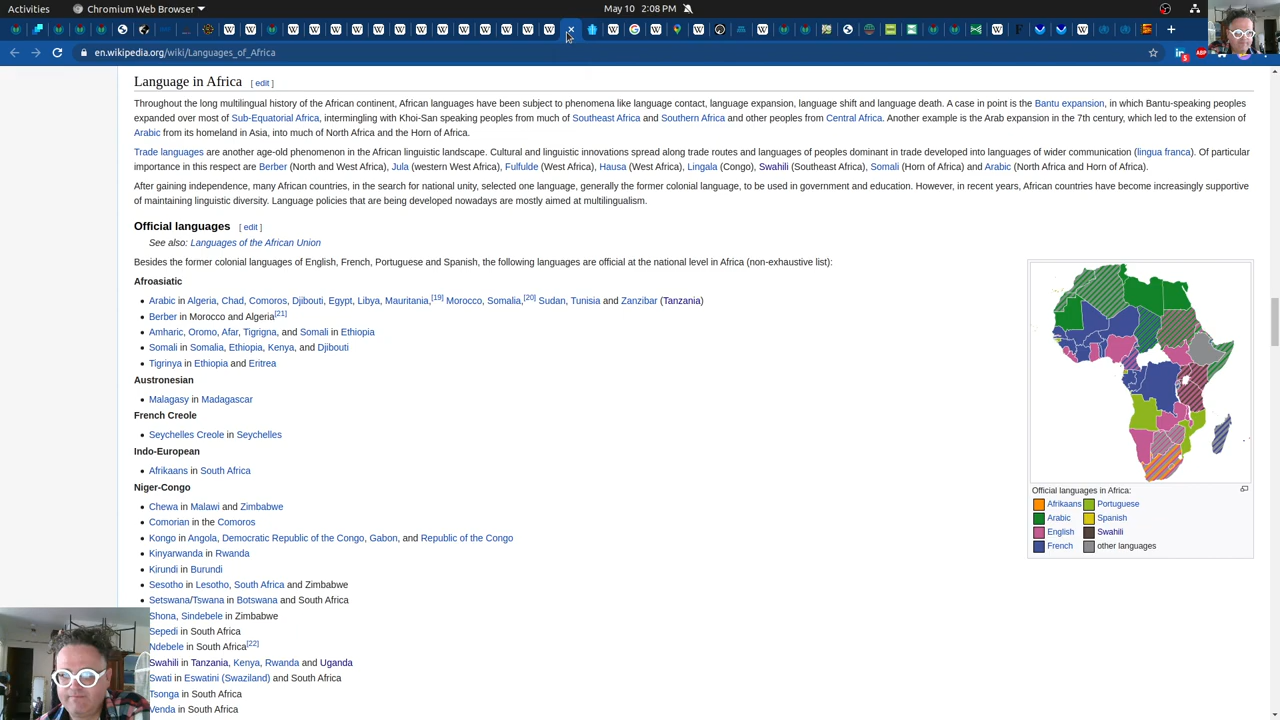 Activities
Google Chrome Web Browser
May 10 2:08 PM
en.wikipedia.org/wiki/Languages_of_Africa
Language in Africa [ edit ]
Throughout the long multilingual history of the African continent, African languages have been subject to phenomena like language contact, language expansion, language shift and language death. A case in point is the Bantu expansion, in which Bantu-speaking peoples
expanded over most of Sub-Equatorial Africa, intermingling with Khoi-San speaking peoples from much of Southeast Africa and Southern Africa and other peoples from Central Africa. Another example is the Arab expansion in the 7th century, which led to the extension of
Arabic from its homeland in Asia, into much of North Africa and the Horn of Africa.
Trade languages are another age-old phenomenon in the African linguistic landscape. Cultural and linguistic innovations spread along trade routes and languages of peoples dominant in trade developed into languages of wider communication (lingua franca). Of particular
importance in this respect are Berber (North and West Africa), Jula (western West Africa), Fulfulde (West Africa), Hausa (West Africa), Lingala (Congo), Swahili (Southeast Africa), Somali (Horn of Africa) and Arabic (North Africa and Horn of Africa).
After gaining independence, many African countries, in the search for national unity, selected one language, generally the former colonial language, to be used in government and education. However, in recent years, African countries have become increasingly supportive
of maintaining linguistic diversity. Language policies that are being developed nowadays are mostly aimed at multilingualism.
Official languages [ edit ]
See also: Languages of the African Union
Besides the former colonial languages of English, French, Portuguese and Spanish, the following languages are official at the national level in Africa (non-exhaustive list):
Afroasiatic
Arabic in Algeria, Chad, Comoros, Djibouti, Egypt, Libya, Mauritania,[19] Morocco, Somalia,[20] Sudan, Tunisia and Zanzibar (Tanzania)
Berber in Morocco and Algeria[21]
Amharic, Oromo, Afar, Tigrigna, and Somali in Ethiopia
Somali in Somalia, Ethiopia, Kenya, and Djibouti
Tigrinya in Ethiopia and Eritrea
Austronesian
Malagasy in Madagascar
French Creole
Seychelles Creole in Seychelles
Indo-European
Afrikaans in South Africa
Niger-Congo
Chewa in Malawi and Zimbabwe
Comorian in the Comoros
Kongo in Angola, Democratic Republic of the Congo, Gabon, and Republic of the Congo
Kinyarwanda in Rwanda
Kirundi in Burundi
Sesotho in Lesotho, South Africa and Zimbabwe
Setswana/Tswana in Botswana and South Africa
Shona, Sindebele in Zimbabwe
Sepedi in South Africa
Ndebele in South Africa[22]
Swahili in Tanzania, Kenya, Rwanda and Uganda
Swati in Eswatini (Swaziland) and South Africa
Tsonga in South Africa
Venda in South Africa
Official languages in Africa:
Afrikaans Portuguese
Arabic Spanish
English Swahili
French other languages